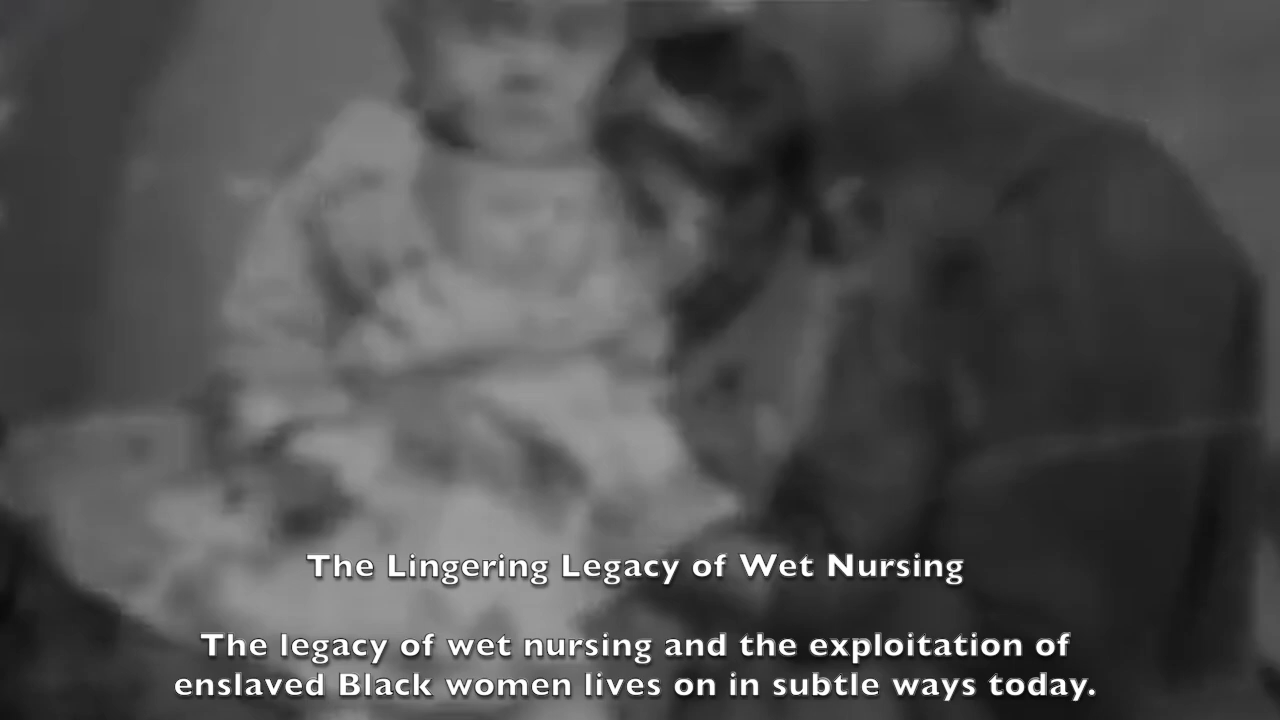 The Lingering Legacy of Wet Nursing
The legacy of wet nursing and the exploitation of
enslaved Black women lives on in subtle ways today.